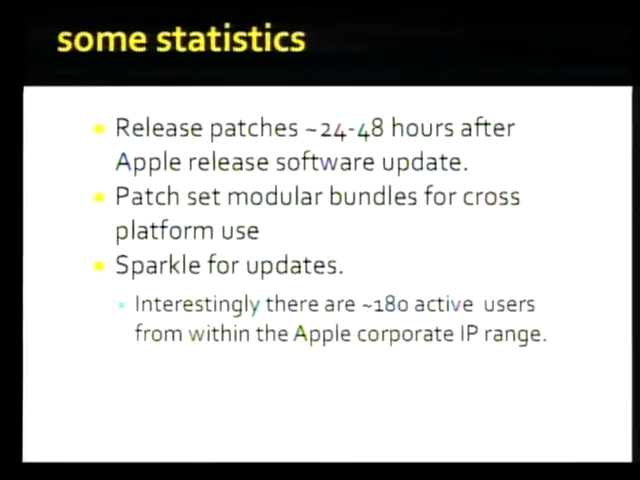 some statistics
Release patches ~24-48 hours after
Apple release software update.
Patch set modular bundles for cross
platform use
Sparkle for updates.
Interestingly there are ~180 active users
from within the Apple corporate IP range.